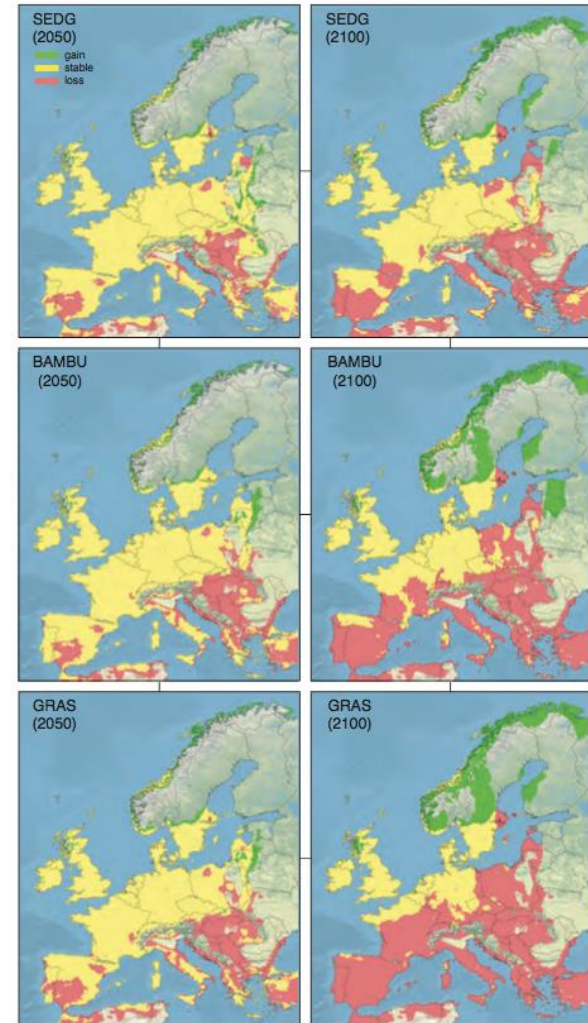 SEDG
(2050)
gain
stable
loss
SEDG
(2100)
BAMBU
(2050)
BAMBU
(2100)
GRAS
(2050)
GRAS
(2100)